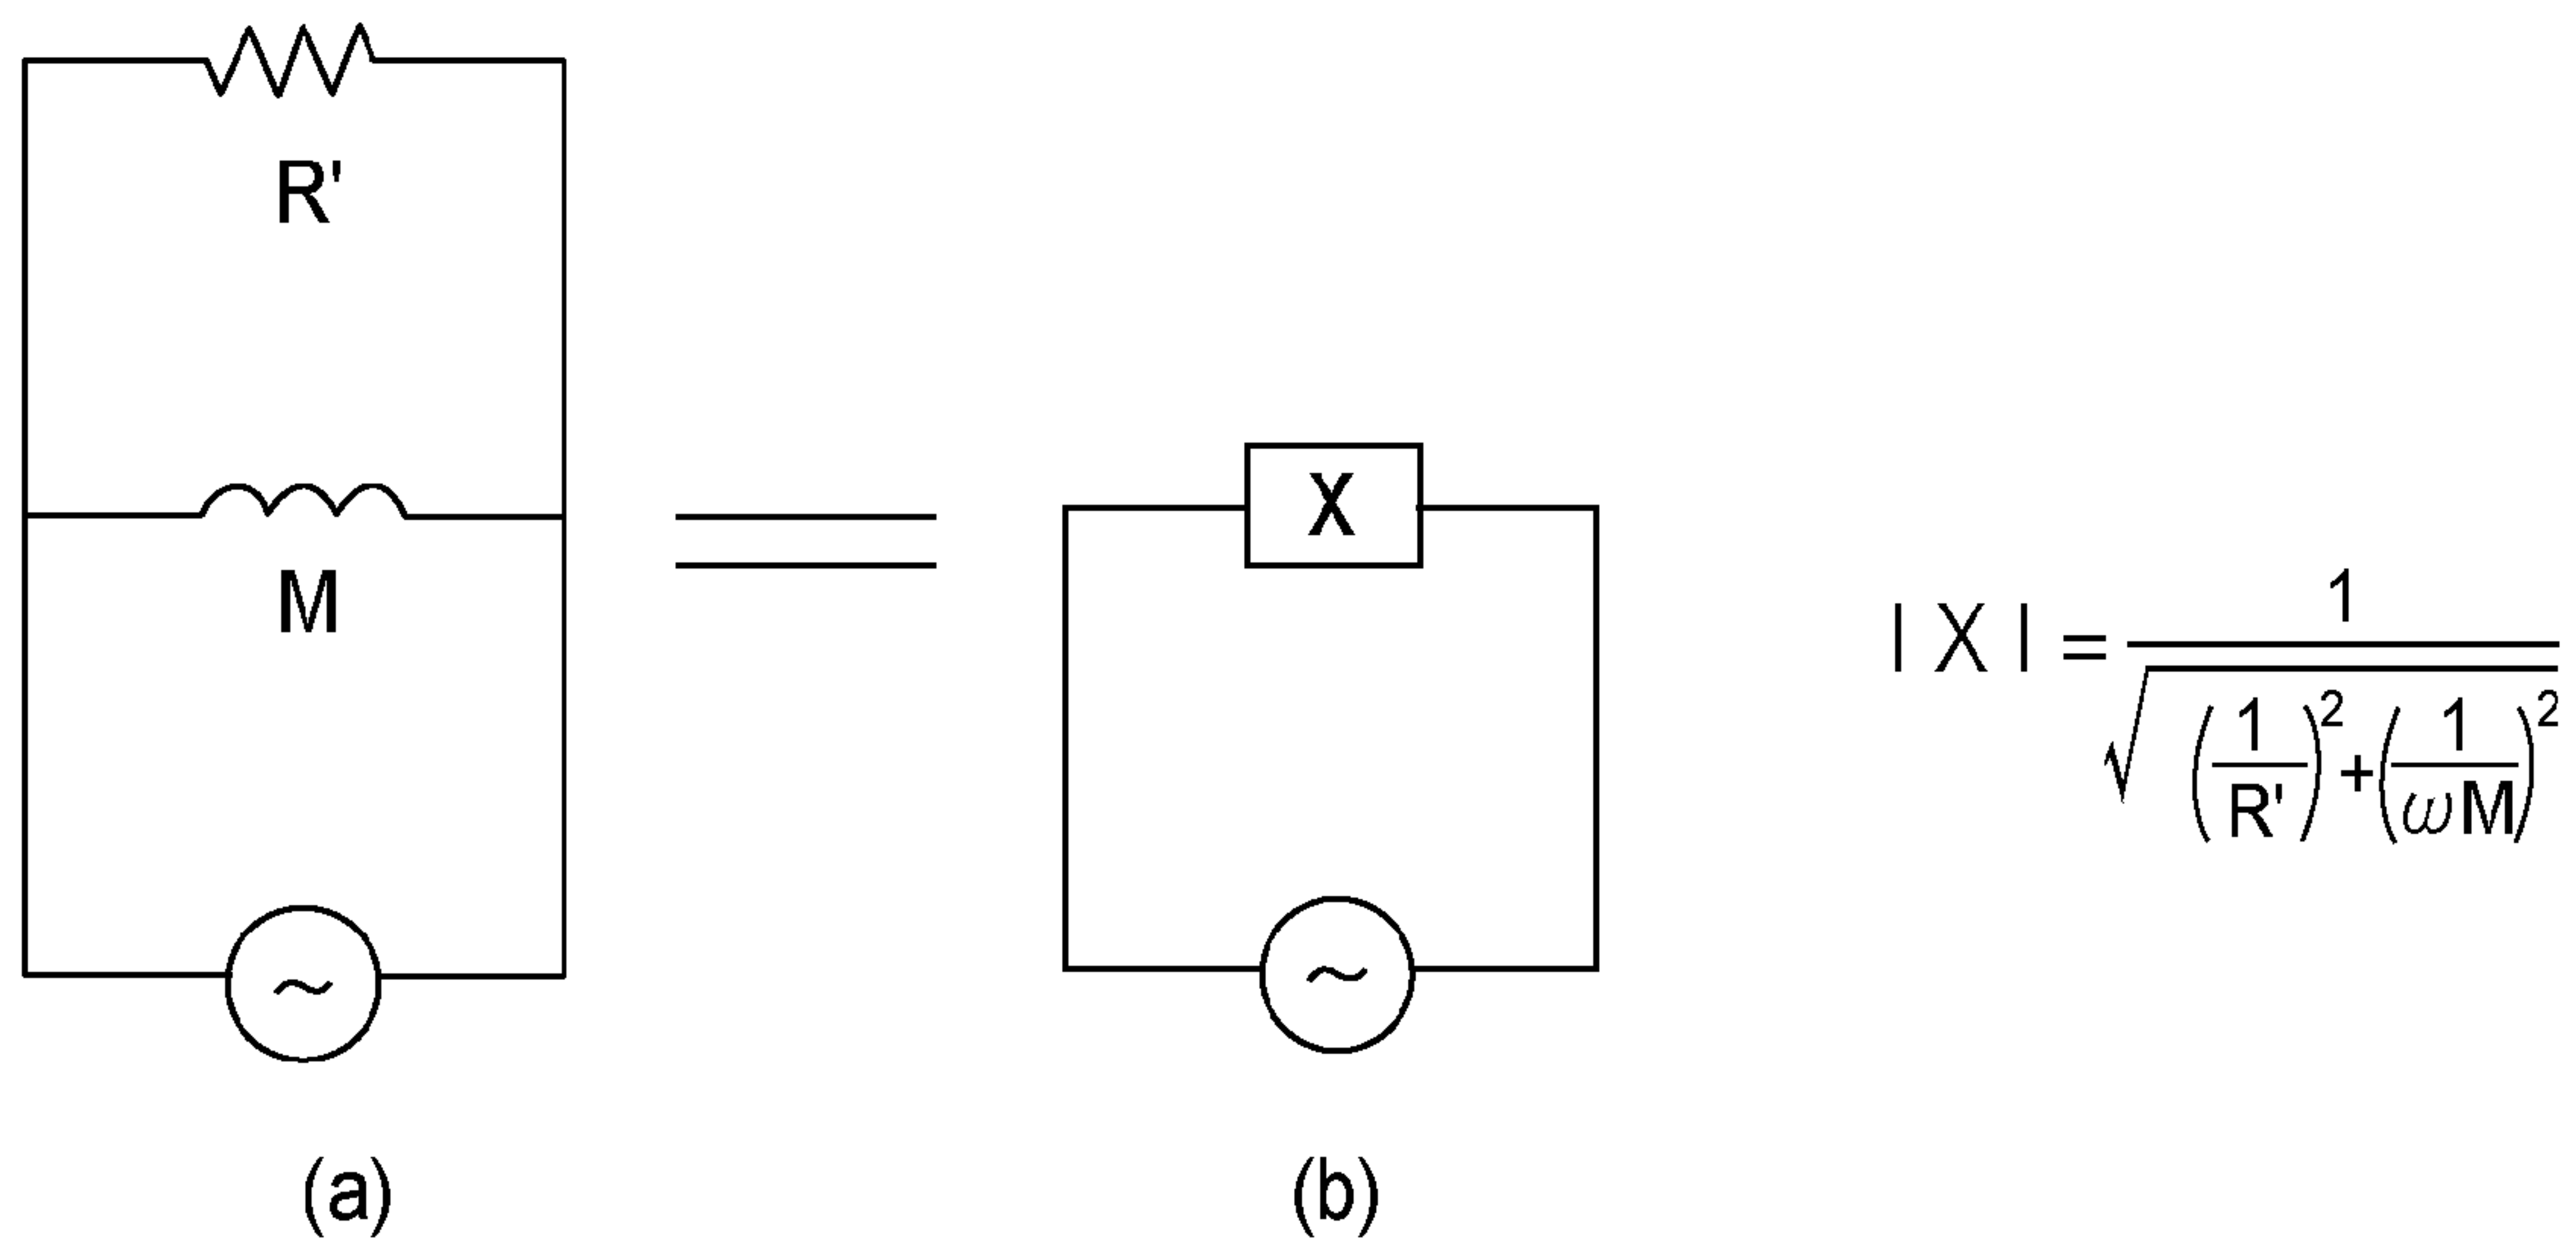 R'
M
X
| X | = 1 / √((1/R')² + (1/ωM)²)
(a)
(b)